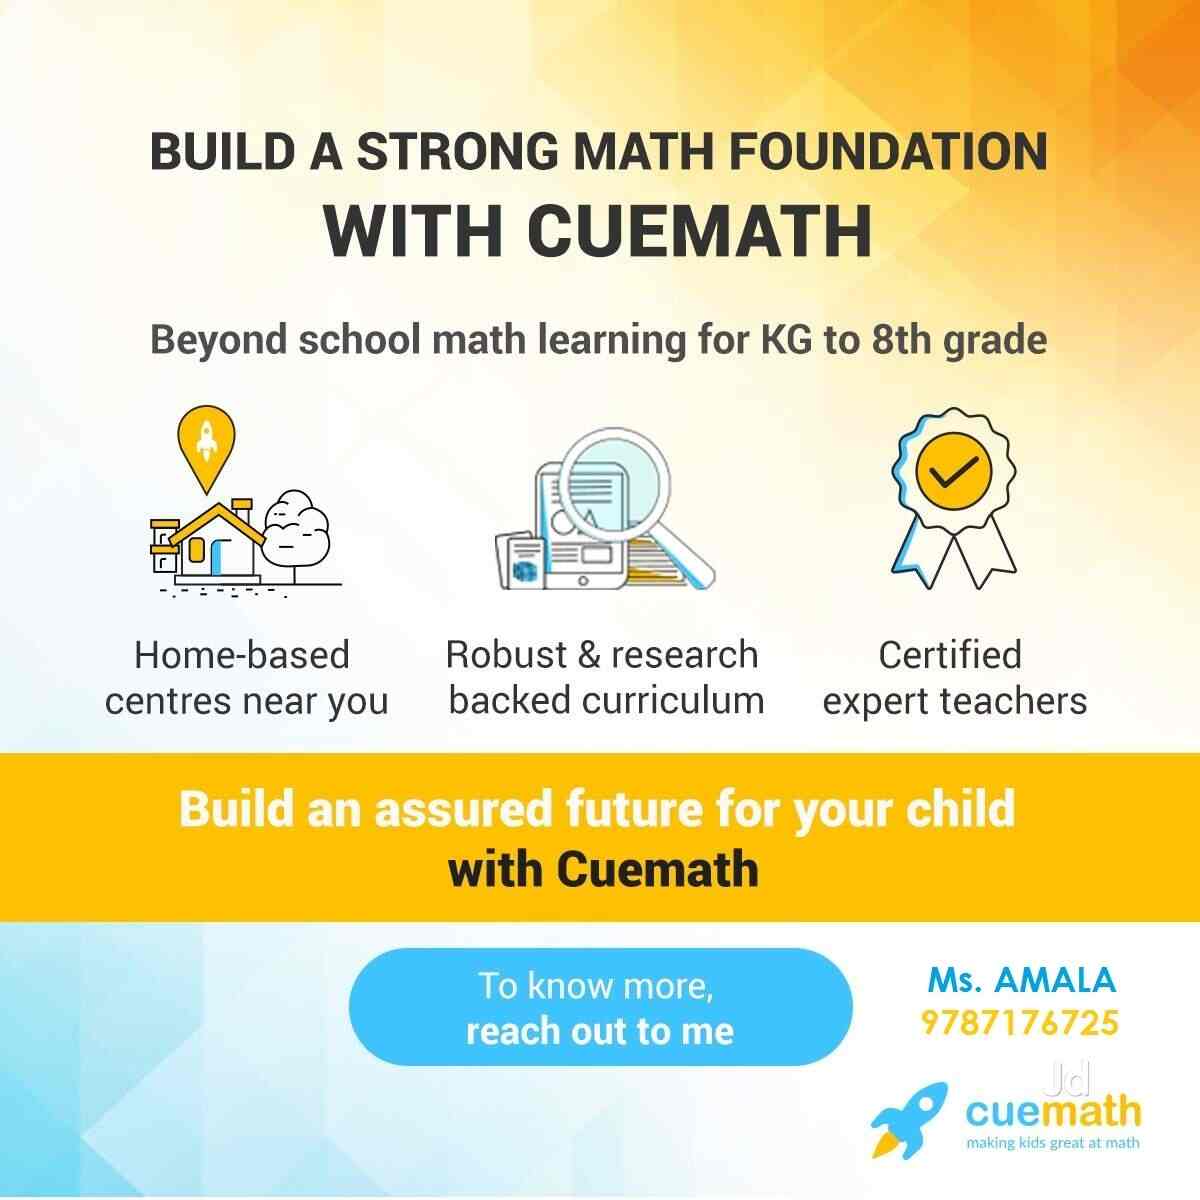 BUILD A STRONG MATH FOUNDATION
WITH CUEMATH
Beyond school math learning for KG to 8th grade
Home-based
centres near you
Robust & research
backed curriculum
Certified
expert teachers
Build an assured future for your child
with Cuemath
To know more,
reach out to me
Ms. AMALA
9787176725
Jd
cuemath
making kids great at math